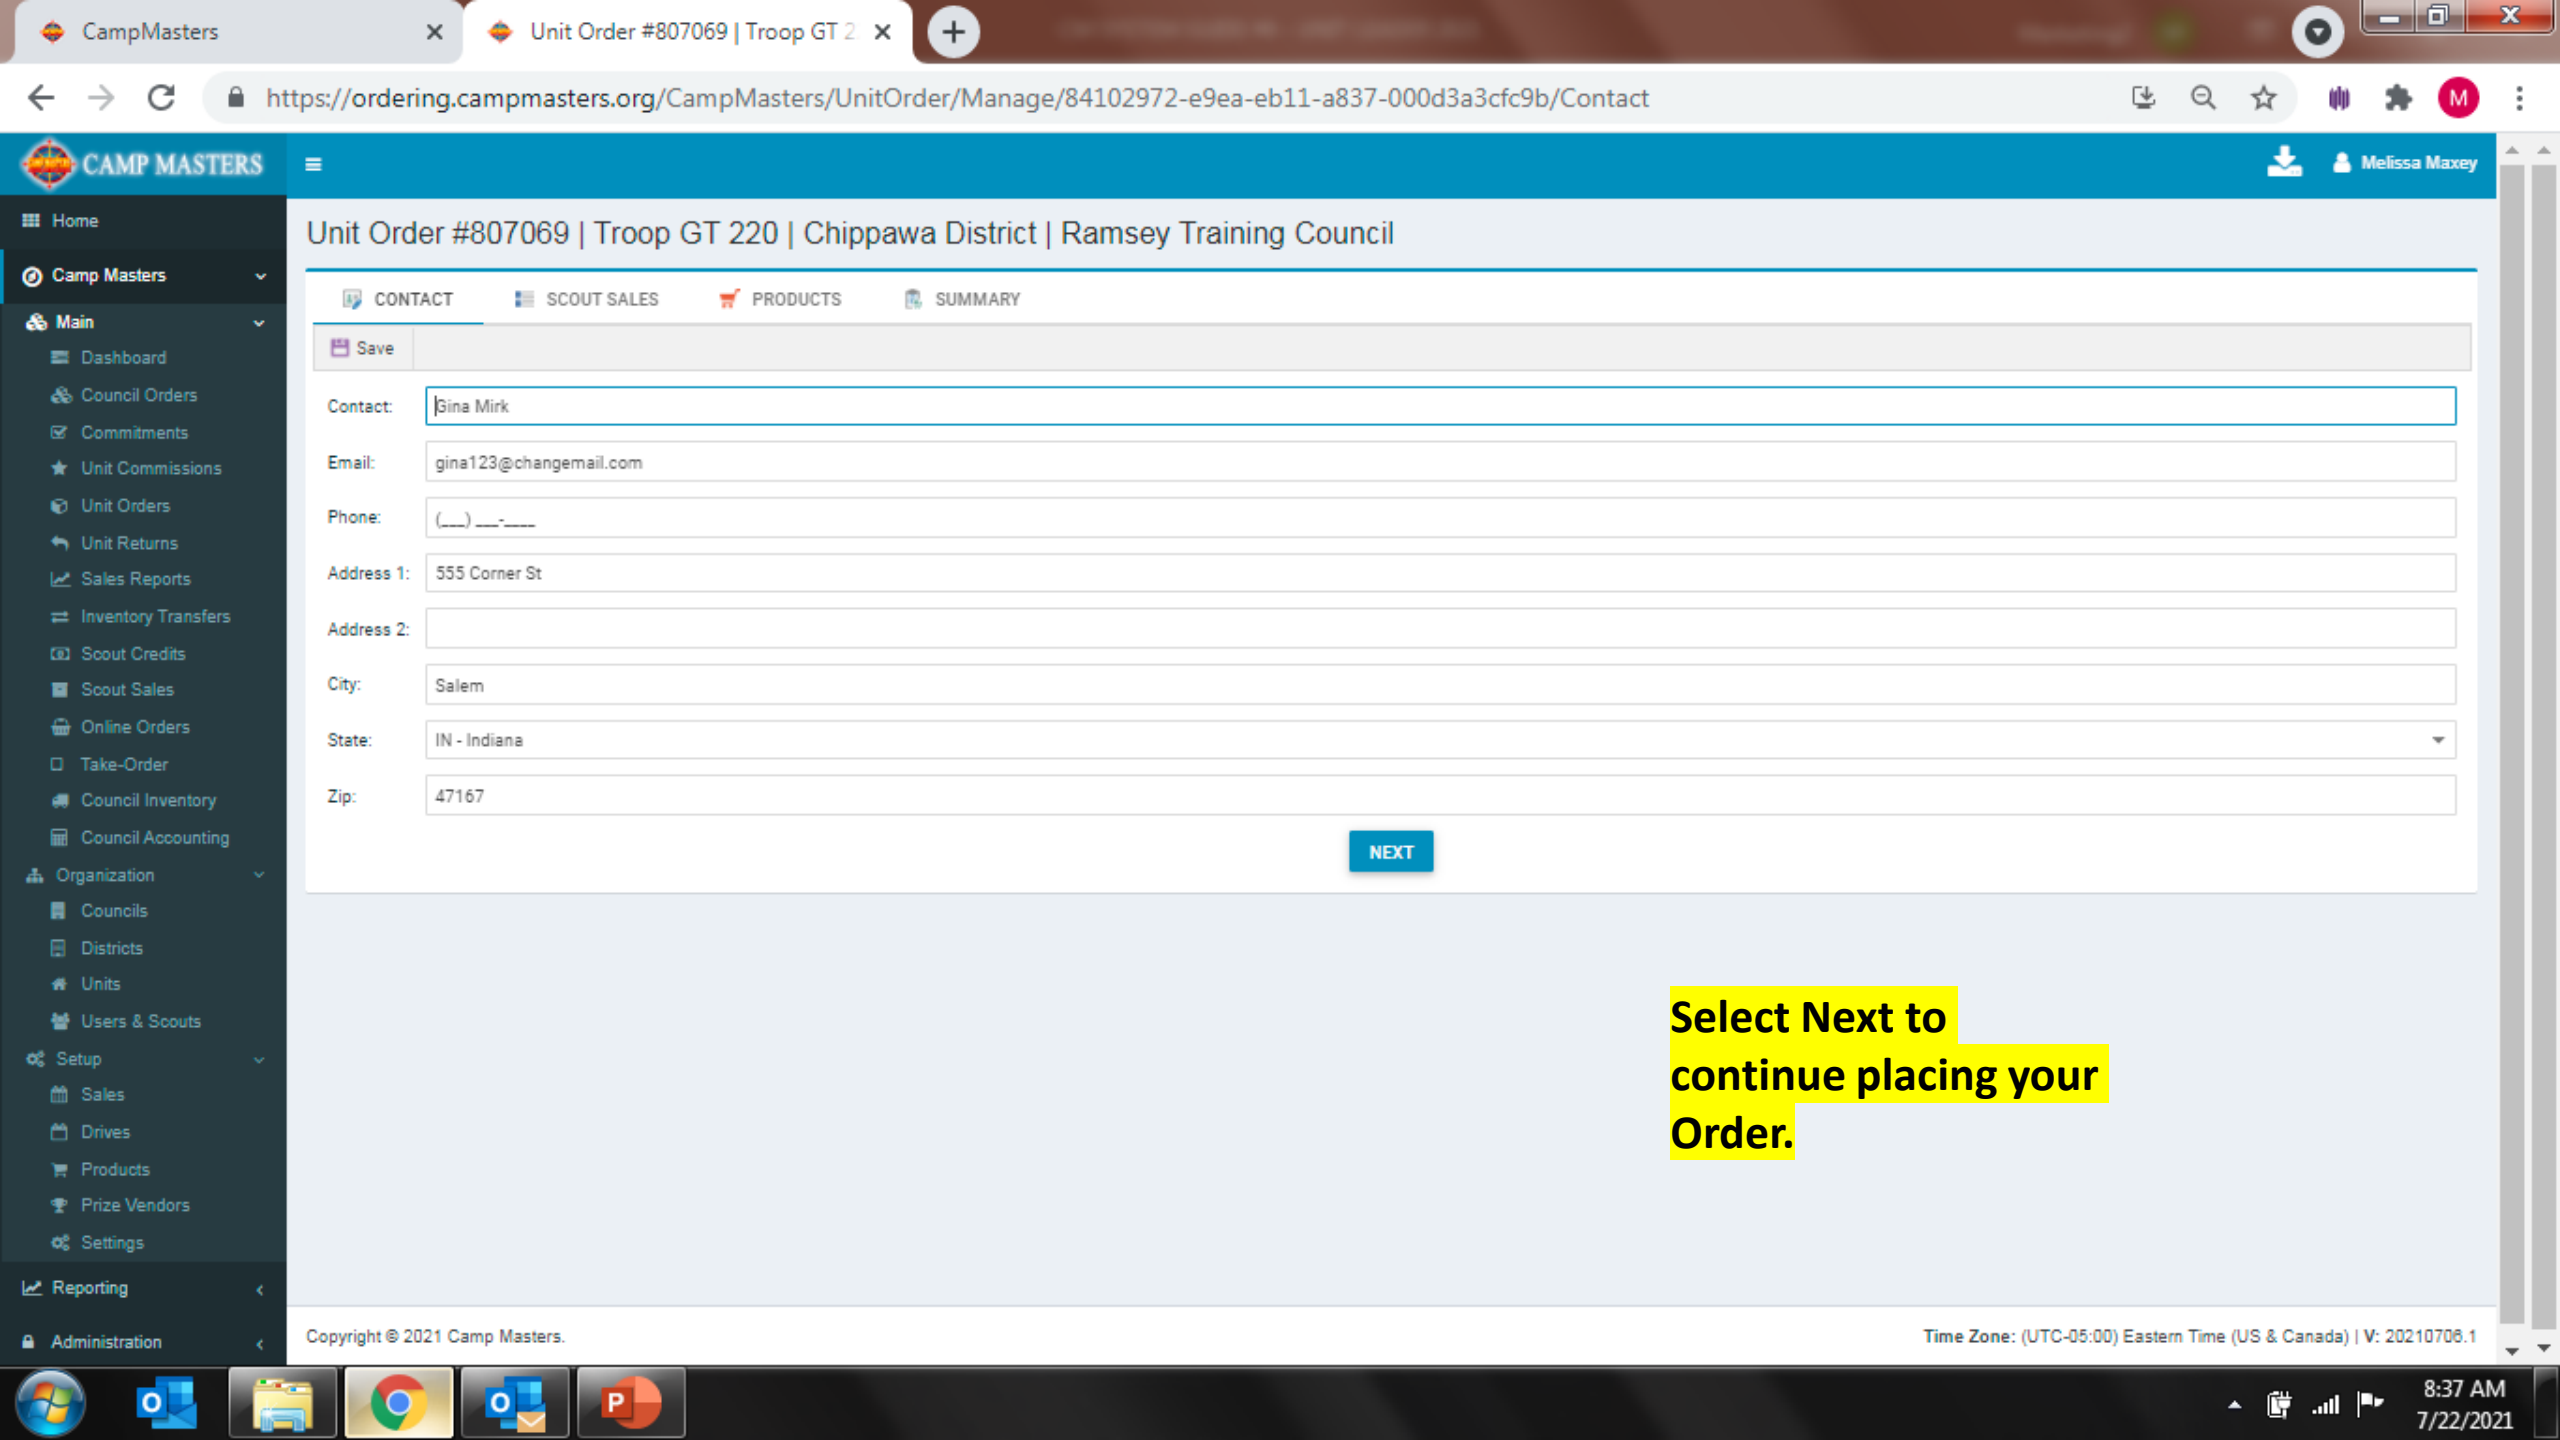 CampMasters
Unit Order #807069 | Troop GT 2
https://ordering.campmasters.org/CampMasters/UnitOrder/Manage/84102972-e9ea-eb11-a837-000d3a3cfc9b/Contact
M
CAMP MASTERS
Melissa Maxey
Home
Camp Masters
Main
Dashboard
Council Orders
Commitments
Unit Commissions
Unit Orders
Unit Returns
Sales Reports
Inventory Transfers
Scout Credits
Scout Sales
Online Orders
Take-Order
Council Inventory
Council Accounting
Organization
Councils
Districts
Units
Users & Scouts
Setup
Sales
Drives
Products
Prize Vendors
Settings
Reporting
Administration
Unit Order #807069 | Troop GT 220 | Chippawa District | Ramsey Training Council
CONTACT SCOUT SALES PRODUCTS SUMMARY
Save
Contact: Gina Mirk
Email: gina123@changemail.com
Phone: (___) ___-____
Address 1: 555 Corner St
Address 2:
City: Salem
State: IN - Indiana
Zip: 47167
NEXT
Select Next to
continue placing your
Order.
Copyright © 2021 Camp Masters.
Time Zone: (UTC-05:00) Eastern Time (US & Canada) | V: 20210706.1
8:37 AM
7/22/2021